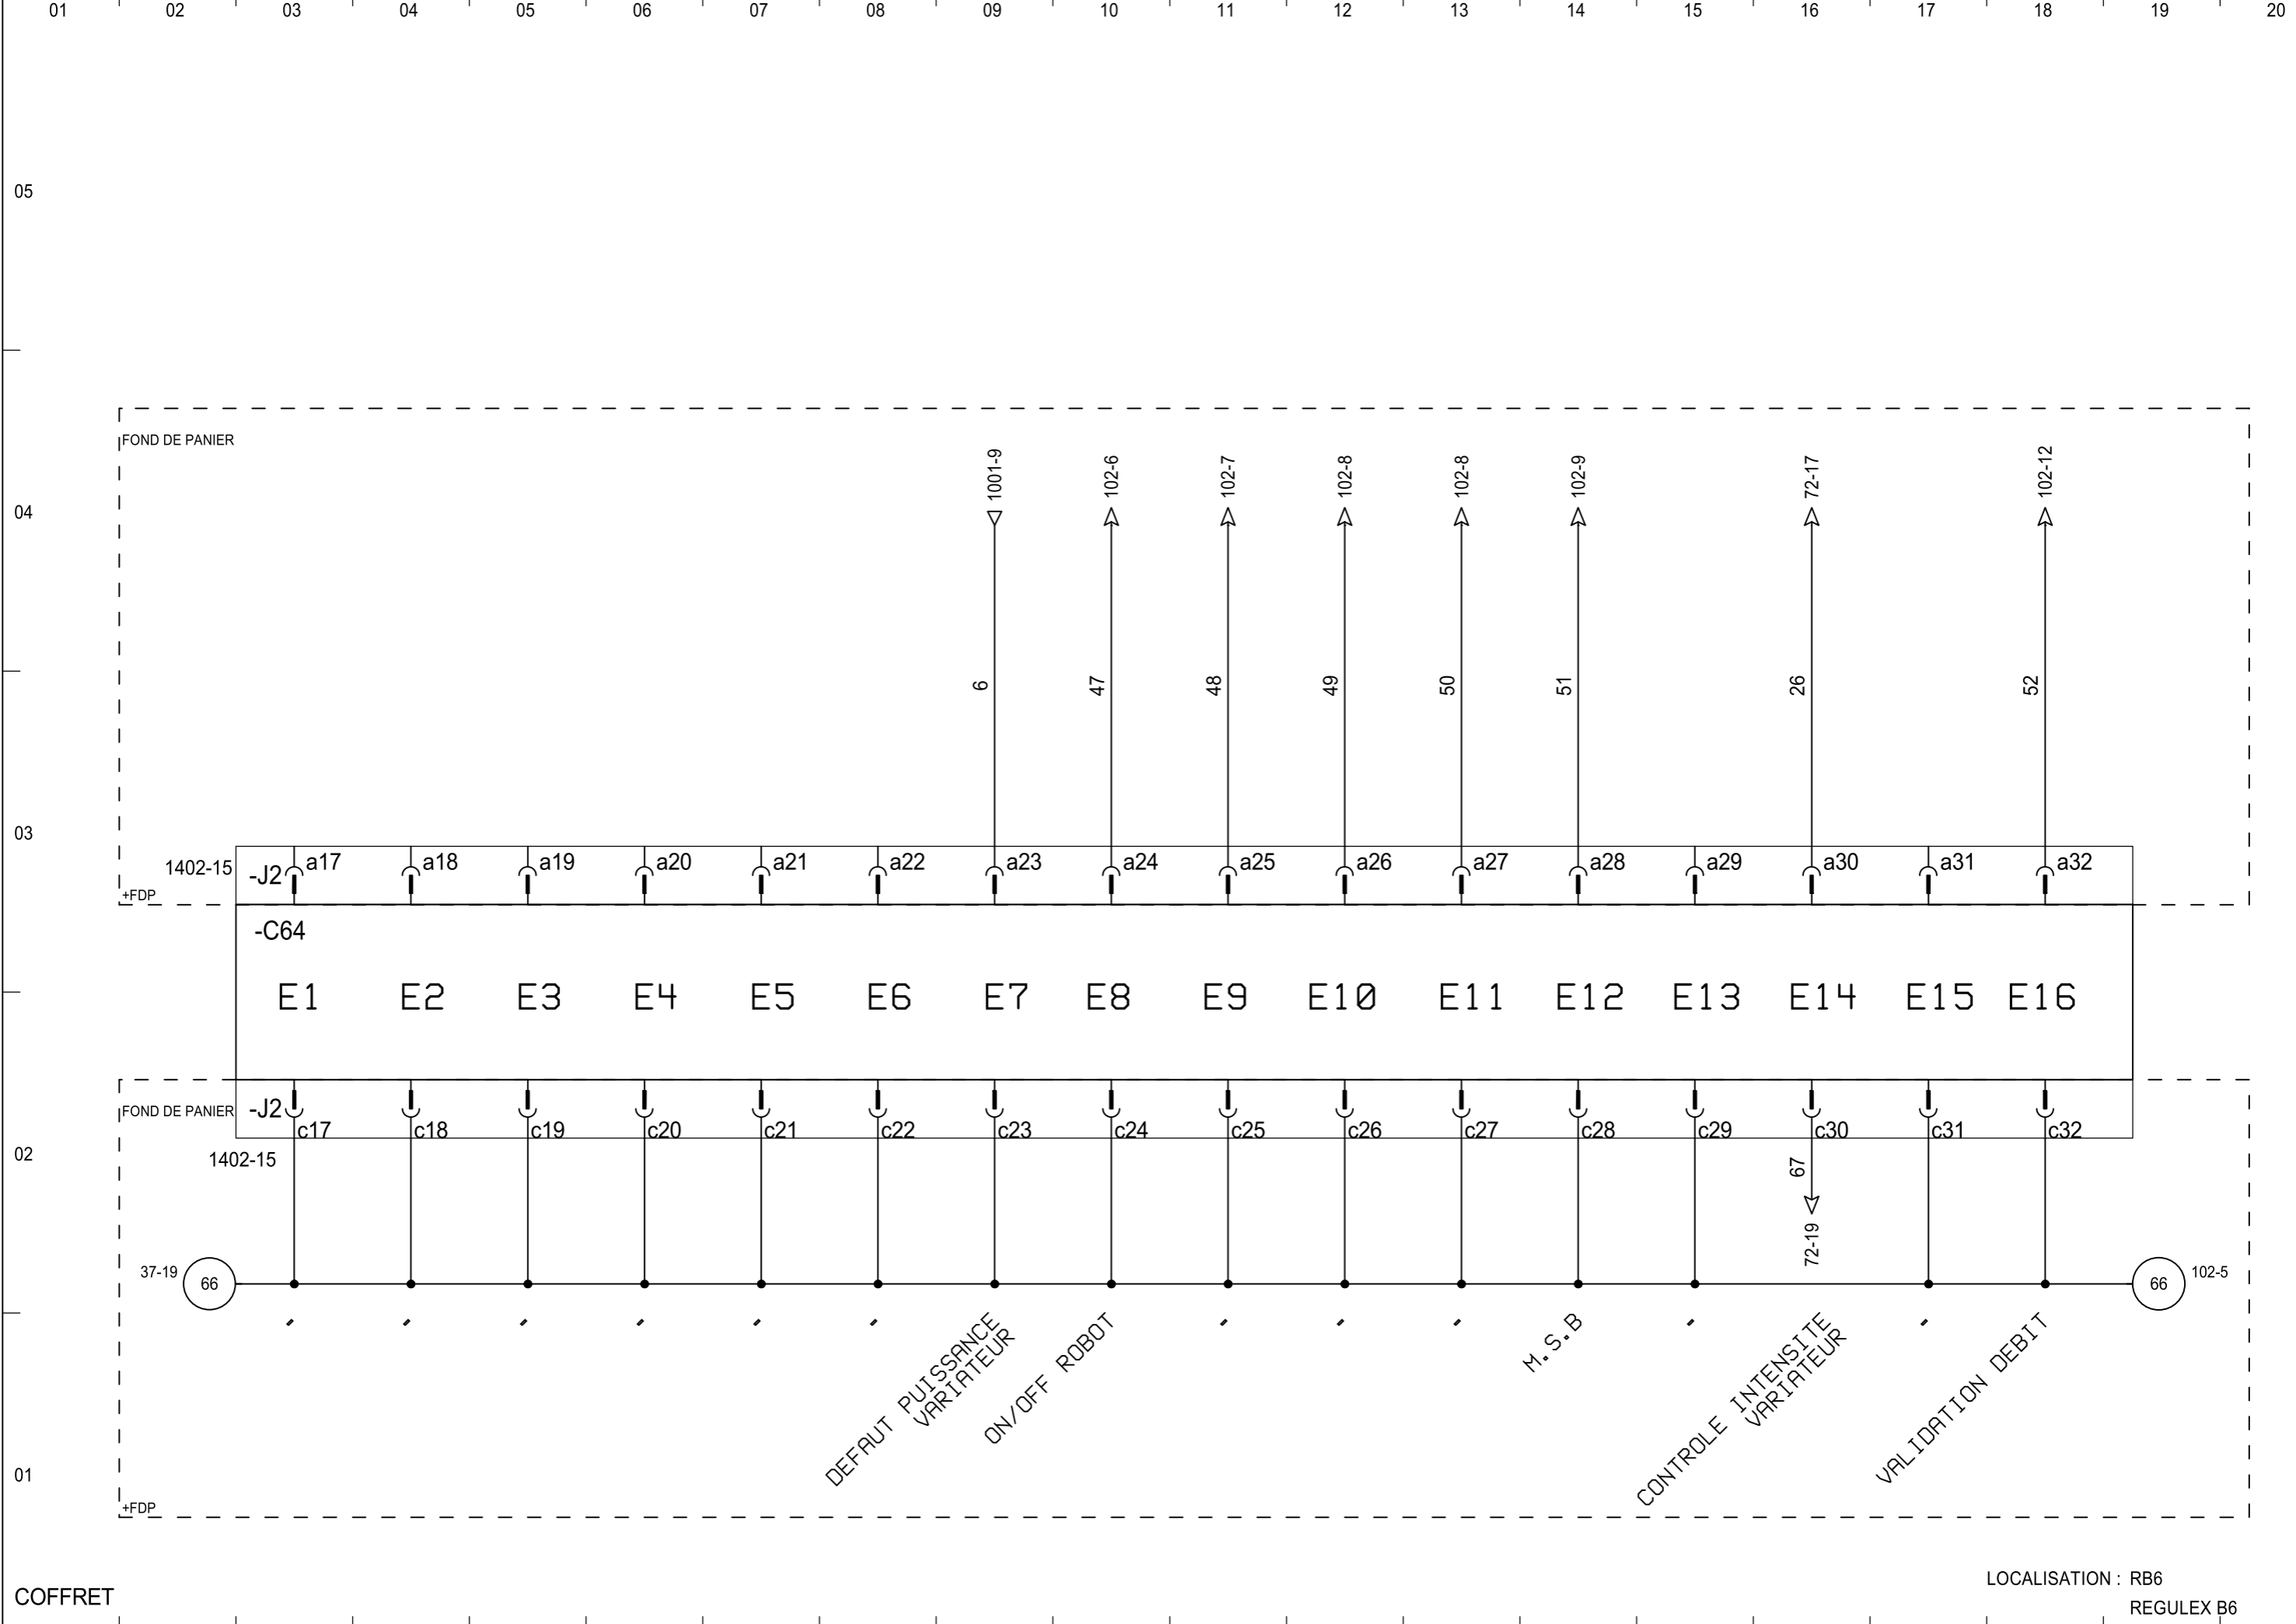 01 02 03 04 05 06 07 08 09 10 11 12 13 14 15 16 17 18 19 20
05
FOND DE PANIER
1001-9 102-6 102-7 102-8 102-8 102-9 72-17 102-12
04
6 47 48 49 50 51 26 52
03
1402-15 -J2 a17 a18 a19 a20 a21 a22 a23 a24 a25 a26 a27 a28 a29 a30 a31 a32
+FDP
-C64
E1 E2 E3 E4 E5 E6 E7 E8 E9 E10 E11 E12 E13 E14 E15 E16
FOND DE PANIER -J2
c17 c18 c19 c20 c21 c22 c23 c24 c25 c26 c27 c28 c29 c30 c31 c32
02
1402-15
67
72-19
37-19 66 66 102-5
- - - - - -
DEFAUT PUISSANCE
VARIATEUR
ON/OFF ROBOT
- - -
M.S.B
-
CONTROLE INTENSITE
VARIATEUR
-
VALIDATION DEBIT
01
+FDP
LOCALISATION : RB6
COFFRET
REGULEX B6